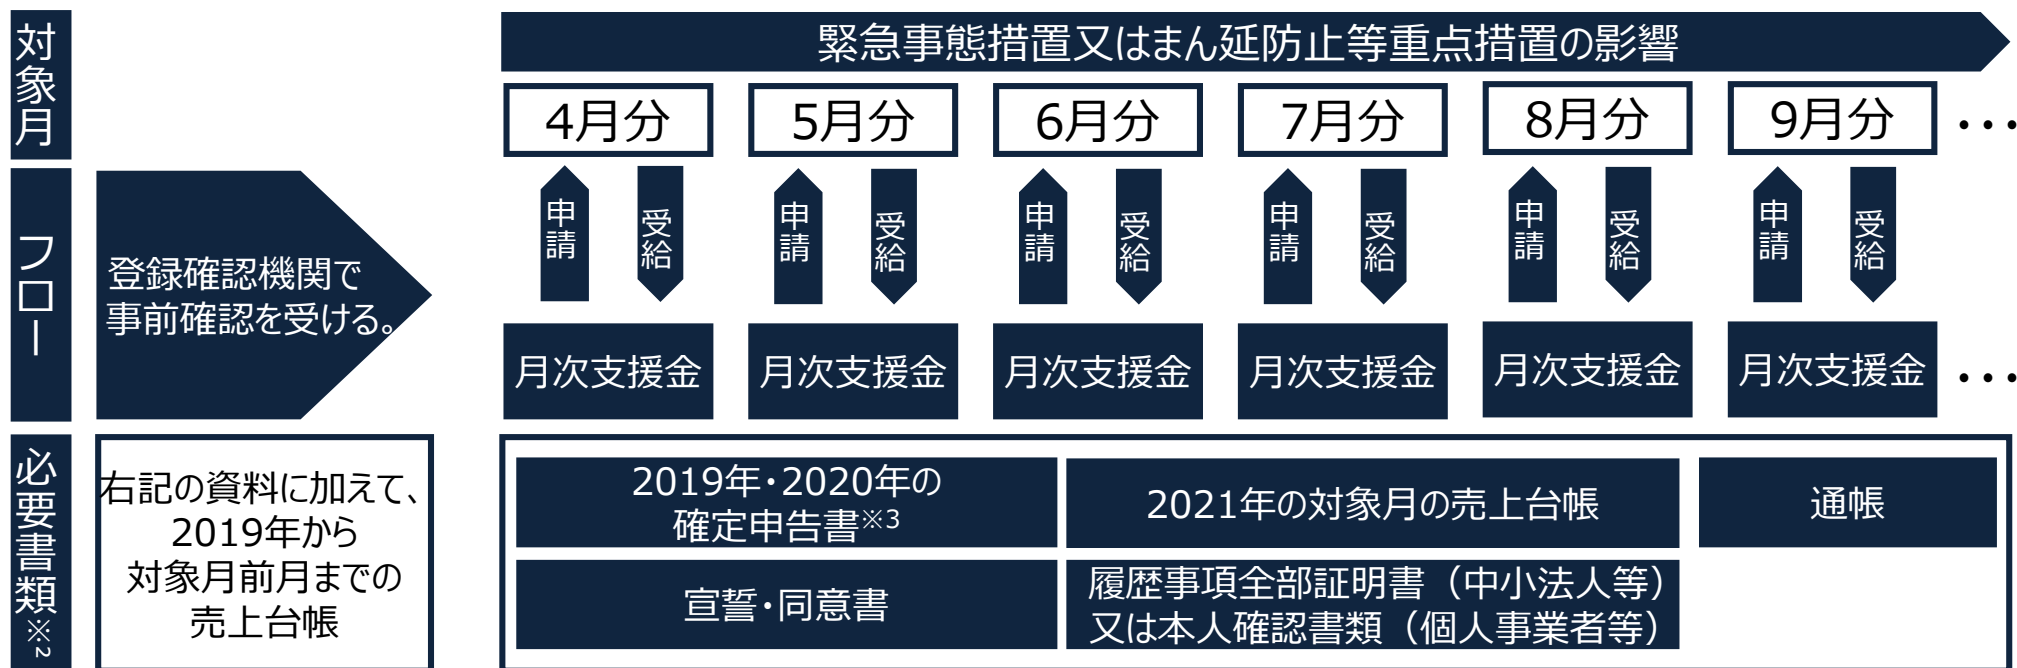 対象月
緊急事態措置又はまん延防止等重点措置の影響
4月分
5月分
6月分
7月分
8月分
9月分
・・・
フロー
登録確認機関で
事前確認を受ける。
申請
受給
申請
受給
申請
受給
申請
受給
申請
受給
申請
受給
月次支援金
月次支援金
月次支援金
月次支援金
月次支援金
月次支援金
・・・
必要書類※2
右記の資料に加えて、
2019年から
対象月前月までの
売上台帳
2019年・2020年の
確定申告書※3
2021年の対象月の売上台帳
通帳
宣誓・同意書
履歴事項全部証明書（中小法人等）
又は本人確認書類（個人事業者等）